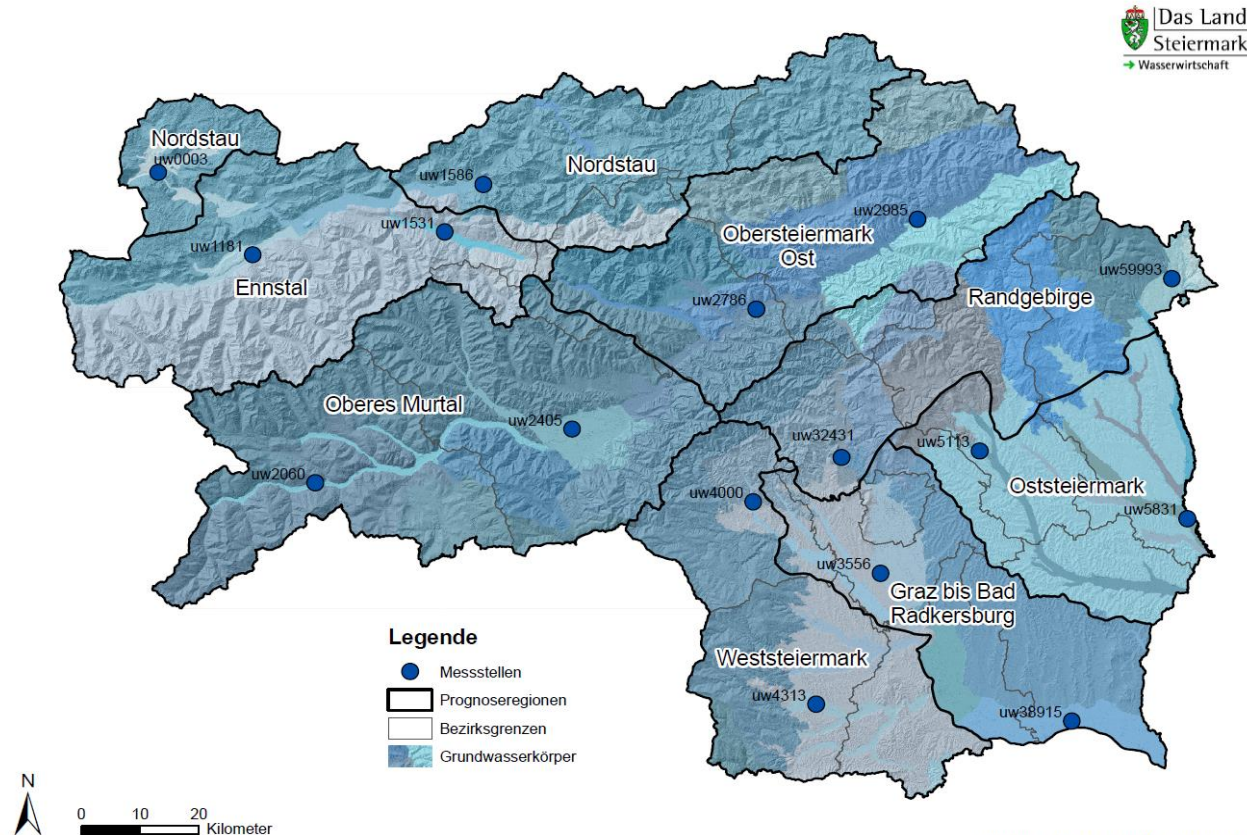 Das Land
Steiermark
→ Wasserwirtschaft
Nordstau
uw0003
Nordstau
uw1586
uw2985
uw1531
Obersteiermark
Ost
uw1181
Ennstal
uw59993
Randgebirge
uw2786
Oberes Murtal
uw2405
uw32431
uw5113
uw2060
uw4000
Oststeiermark
uw5831
uw3556
Graz bis Bad
Radkersburg
Weststeiermark
uw4313
uw38915
Legende
Messstellen
Prognoseregionen
Bezirksgrenzen
Grundwasserkörper
N
0 10 20
Kilometer